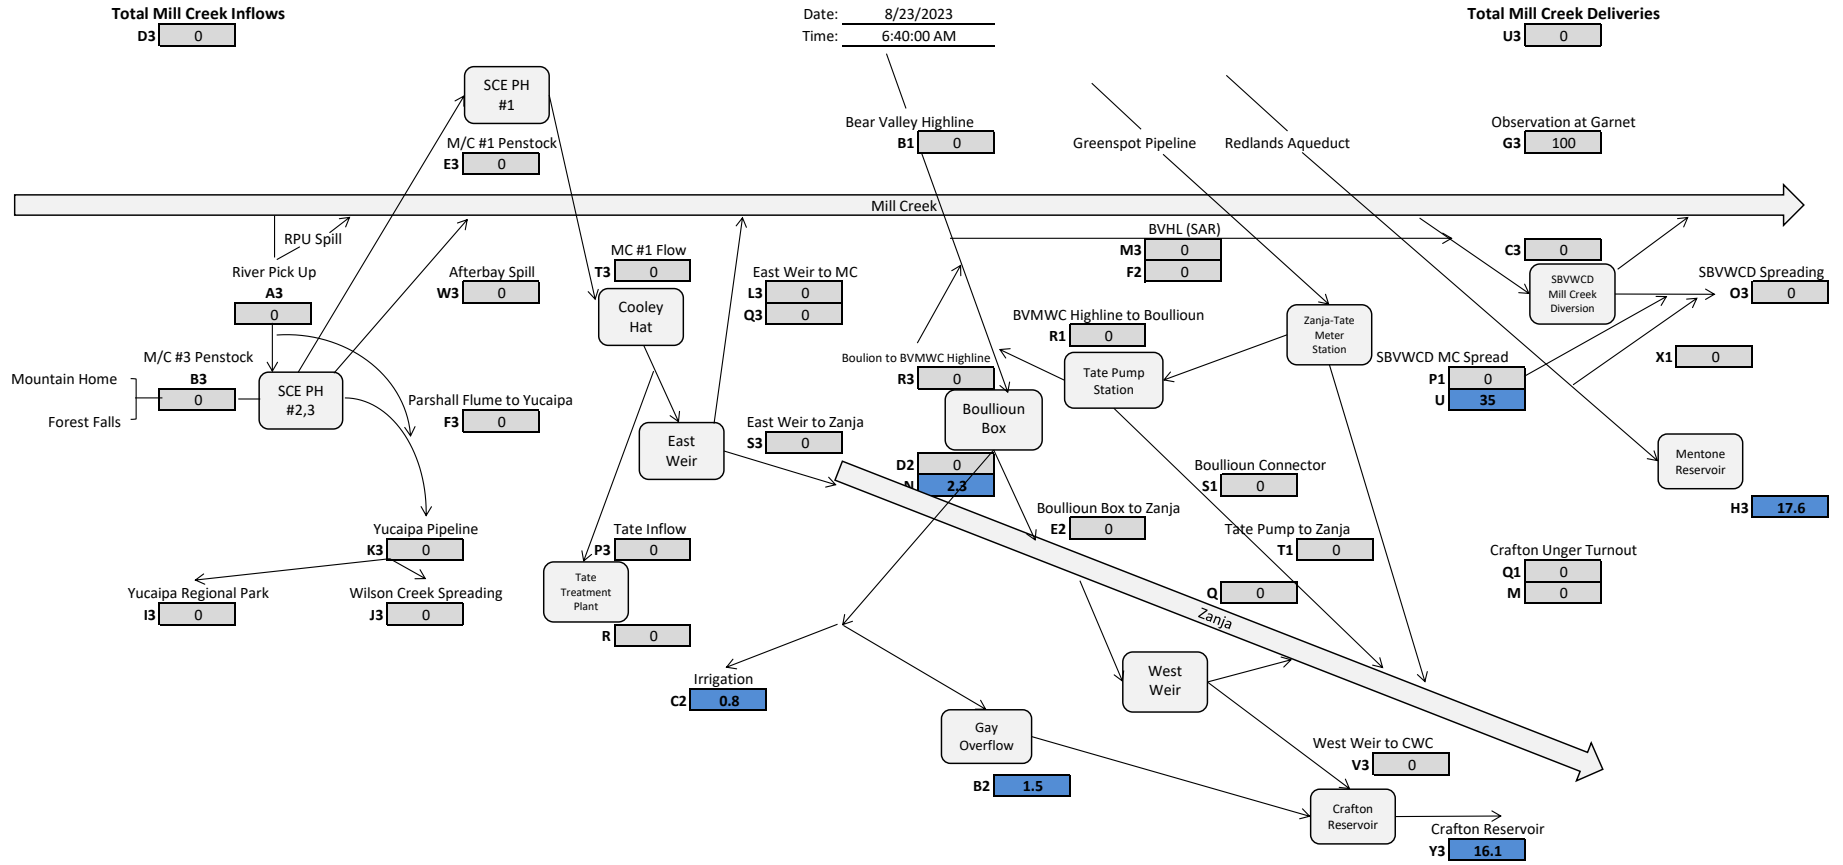 Total Mill Creek Inflows
D3 0
Date: 8/23/2023
Time: 6:40:00 AM
Total Mill Creek Deliveries
U3 0
SCE PH
#1
M/C #1 Penstock
E3 0
Bear Valley Highline
B1 0
Greenspot Pipeline
Redlands Aqueduct
Observation at Garnet
G3 100
Mill Creek
RPU Spill
River Pick Up
A3
0
Afterbay Spill
W3 0
MC #1 Flow
T3 0
Cooley
Hat
East Weir to MC
L3 0
Q3 0
BVHL (SAR)
M3 0
F2 0
C3 0
SBVWCD
Mill Creek
Diversion
SBVWCD Spreading
O3 0
BVMWC Highline to Boullioun
R1 0
Zanja-Tate
Meter
Station
M/C #3 Penstock
B3
0
Mountain Home
Forest Falls
SCE PH
#2,3
Parshall Flume to Yucaipa
F3 0
Boulion to BVMWC Highline
R3 0
Tate Pump
Station
SBVWCD MC Spread
P1 0
U 35
X1 0
Boullioun
Box
East
Weir
East Weir to Zanja
S3 0
D2 0
N 2.3
Boullioun Connector
S1 0
Mentone
Reservoir
H3 17.6
Boullioun Box to Zanja
E2 0
Tate Pump to Zanja
T1 0
Yucaipa Pipeline
K3 0
Tate Inflow
P3 0
Crafton Unger Turnout
Q1 0
M 0
Yucaipa Regional Park
I3 0
Wilson Creek Spreading
J3 0
Tate
Treatment
Plant
R 0
Q 0
Zanja
Irrigation
C2 0.8
West
Weir
Gay
Overflow
B2 1.5
West Weir to CWC
V3 0
Crafton
Reservoir
Crafton Reservoir
Y3 16.1